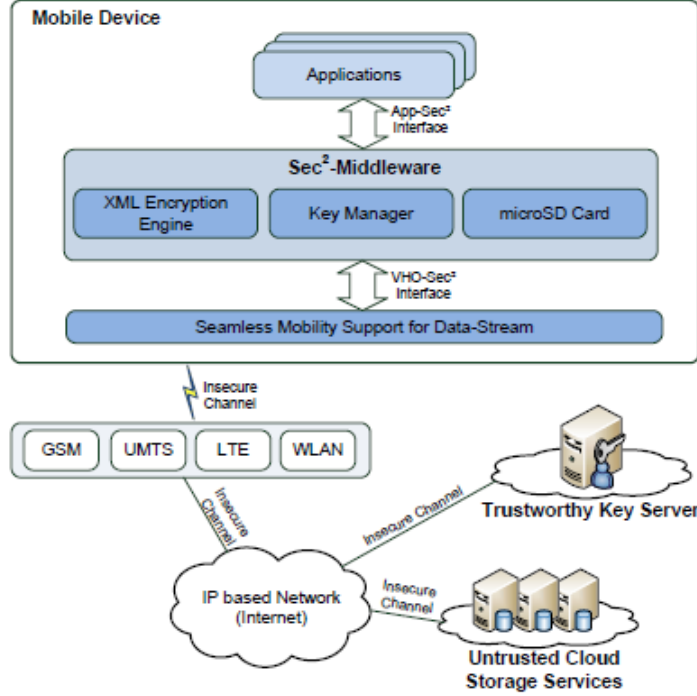 Mobile Device
Applications
App-Sec²
Interface
Sec²-Middleware
XML Encryption
Engine
Key Manager
microSD Card
VHO-Sec²
Interface
Seamless Mobility Support for Data-Stream
Insecure
Channel
GSM
UMTS
LTE
WLAN
Insecure
Channel
Insecure Channel
Trustworthy Key Server
IP based Network
(Internet)
Insecure
Channel
Untrusted Cloud
Storage Services